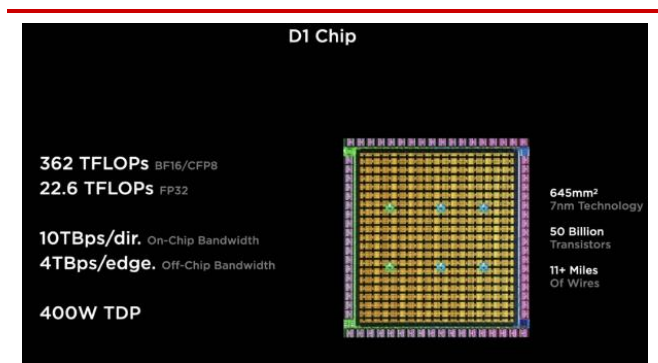 D1 Chip
362 TFLOPs BF16/CFP8
22.6 TFLOPs FP32
10TBps/dir. On-Chip Bandwidth
4TBps/edge. Off-Chip Bandwidth
400W TDP
645mm²
7nm Technology
50 Billion
Transistors
11+ Miles
Of Wires